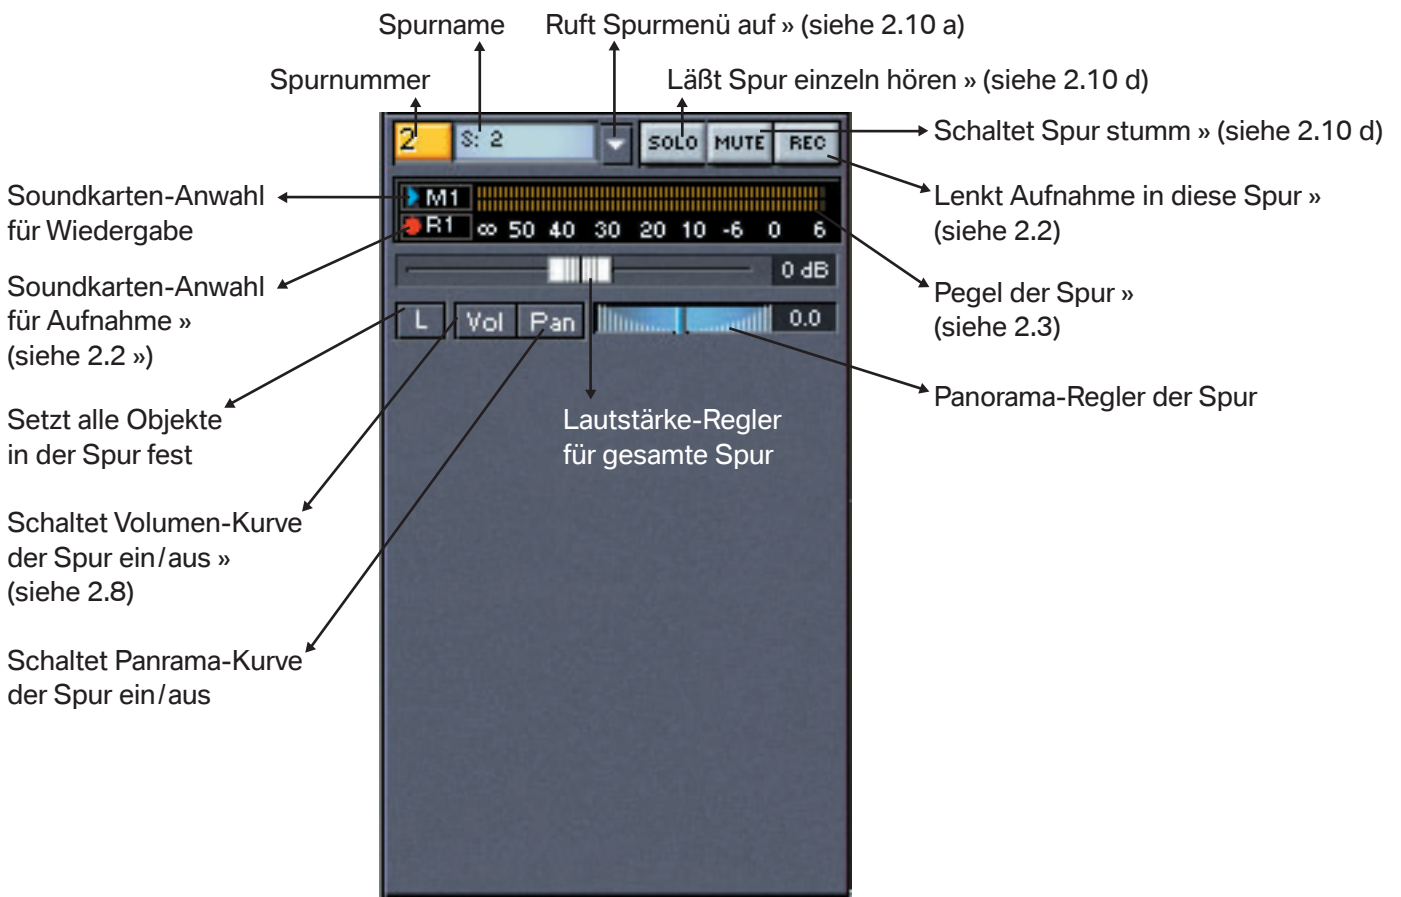 Spurname
Ruft Spurmenü auf » (siehe 2.10 a)
Spurnummer
Läßt Spur einzeln hören » (siehe 2.10 d)
2
S: 2
SOLO
MUTE
REC
Schaltet Spur stumm » (siehe 2.10 d)
Soundkarten-Anwahl
für Wiedergabe
M1
R1
∞ 50 40 30 20 10 -6 0 6
Lenkt Aufnahme in diese Spur »
(siehe 2.2)
0 dB
Soundkarten-Anwahl
für Aufnahme »
(siehe 2.2 »)
L
Vol
Pan
0.0
Pegel der Spur »
(siehe 2.3)
Panorama-Regler der Spur
Setzt alle Objekte
in der Spur fest
Lautstärke-Regler
für gesamte Spur
Schaltet Volumen-Kurve
der Spur ein/aus »
(siehe 2.8)
Schaltet Panrama-Kurve
der Spur ein/aus